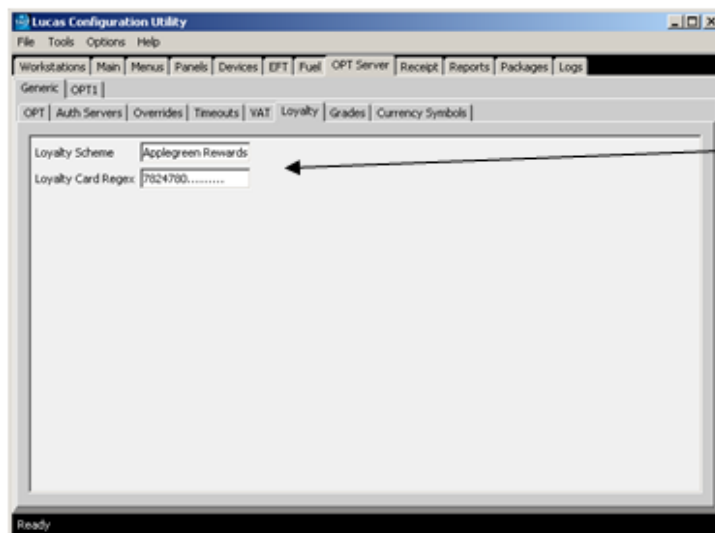 Lucas Configuration Utility
File Tools Options Help
Workstations Main Menus Panels Devices EFT Fuel OPT Server Receipt Reports Packages Logs
Generic OPT1
OPT Auth Servers Overrides Timeouts VAT Loyalty Grades Currency Symbols
Loyalty Scheme Applegreen Rewards
Loyalty Card Regex 7824780.........
Ready